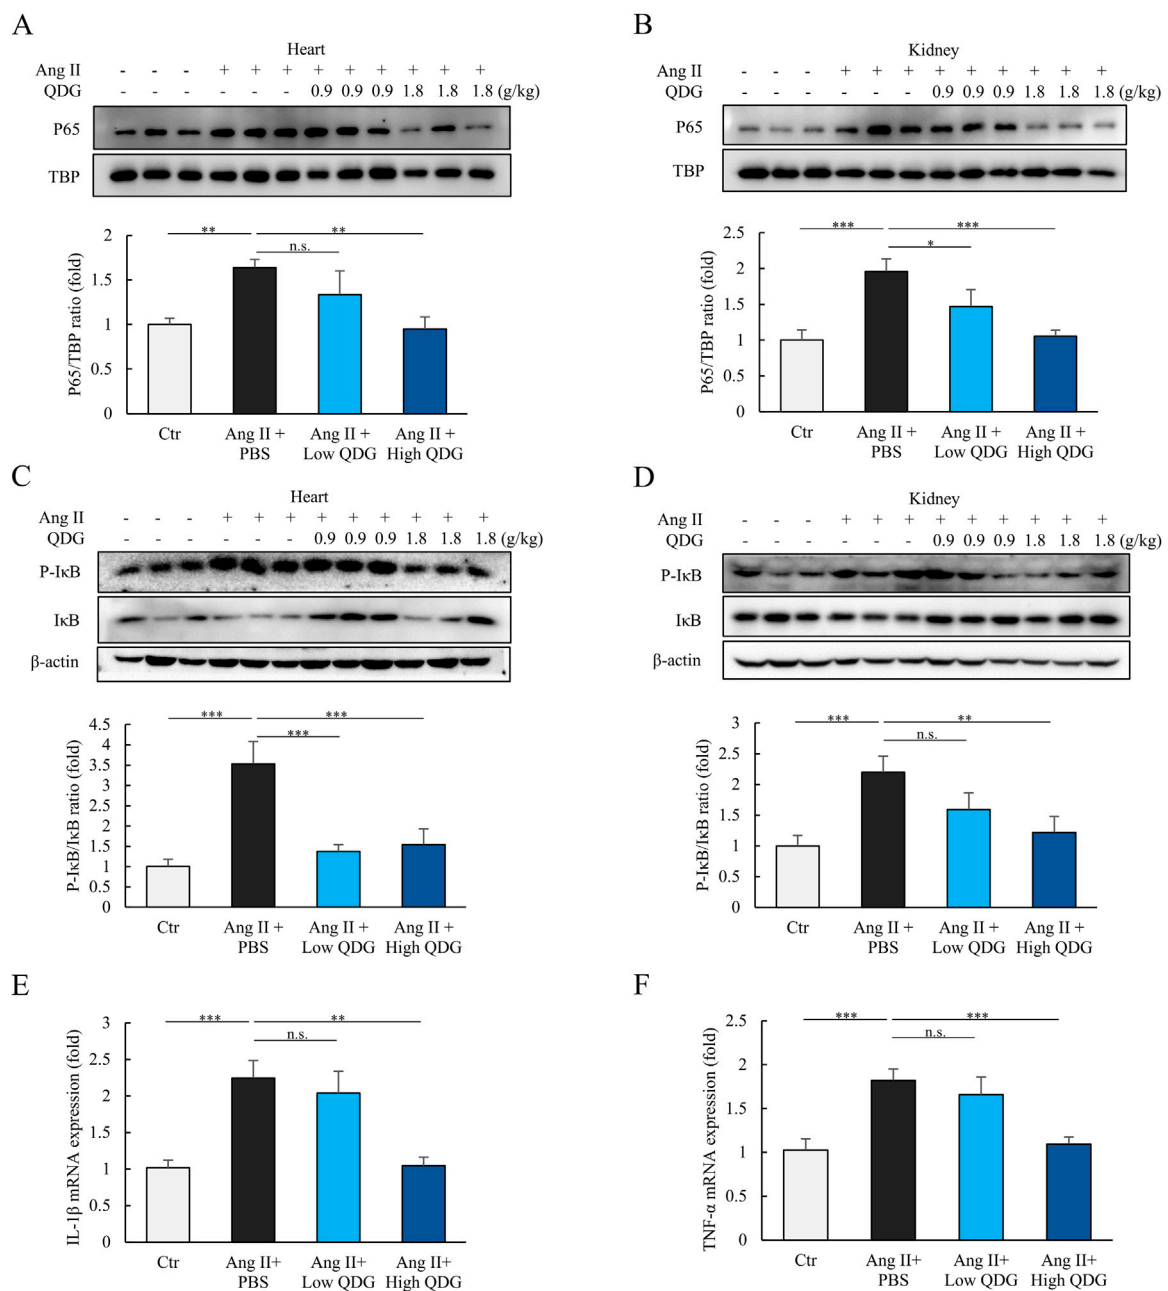 A
Heart
Ang II - - - + + + + + + + + +
QDG - - - - - - 0.9 0.9 0.9 1.8 1.8 1.8 (g/kg)
P65
TBP
** **
n.s.
P65/TBP ratio (fold)
2
1.5
1
0.5
0
Ctr Ang II + PBS Ang II + Low QDG Ang II + High QDG
B
Kidney
Ang II - - - + + + + + + + + +
QDG - - - - - - 0.9 0.9 0.9 1.8 1.8 1.8 (g/kg)
P65
TBP
*** ***
*
P65/TBP ratio (fold)
2.5
2
1.5
1
0.5
0
Ctr Ang II + PBS Ang II + Low QDG Ang II + High QDG
C
Heart
Ang II - - - + + + + + + + + +
QDG - - - - - - 0.9 0.9 0.9 1.8 1.8 1.8 (g/kg)
P-IκB
IκB
β-actin
*** ***
***
P-IκB/IκB ratio (fold)
4.5
4
3.5
3
2.5
2
1.5
1
0.5
0
Ctr Ang II + PBS Ang II + Low QDG Ang II + High QDG
D
Kidney
Ang II - - - + + + + + + + + +
QDG - - - - - - 0.9 0.9 0.9 1.8 1.8 1.8 (g/kg)
P-IκB
IκB
β-actin
*** **
n.s.
P-IκB/IκB ratio (fold)
3
2.5
2
1.5
1
0.5
0
Ctr Ang II + PBS Ang II + Low QDG Ang II + High QDG
E
*** **
n.s.
IL-1β mRNA expression (fold)
3
2.5
2
1.5
1
0.5
0
Ctr Ang II+ PBS Ang II+ Low QDG Ang II+ High QDG
F
*** ***
n.s.
TNF-α mRNA expression (fold)
2.5
2
1.5
1
0.5
0
Ctr Ang II+ PBS Ang II+ Low QDG Ang II+ High QDG